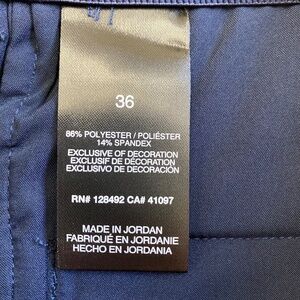 36
86% POLYESTER / POLIÉSTER
14% SPANDEX
EXCLUSIVE OF DECORATION
EXCLUSIF DE DÉCORATION
EXCLUSIVO DE DECORACIÓN
RN# 128492 CA# 41097
MADE IN JORDAN
FABRIQUÉ EN JORDANIE
HECHO EN JORDANIA